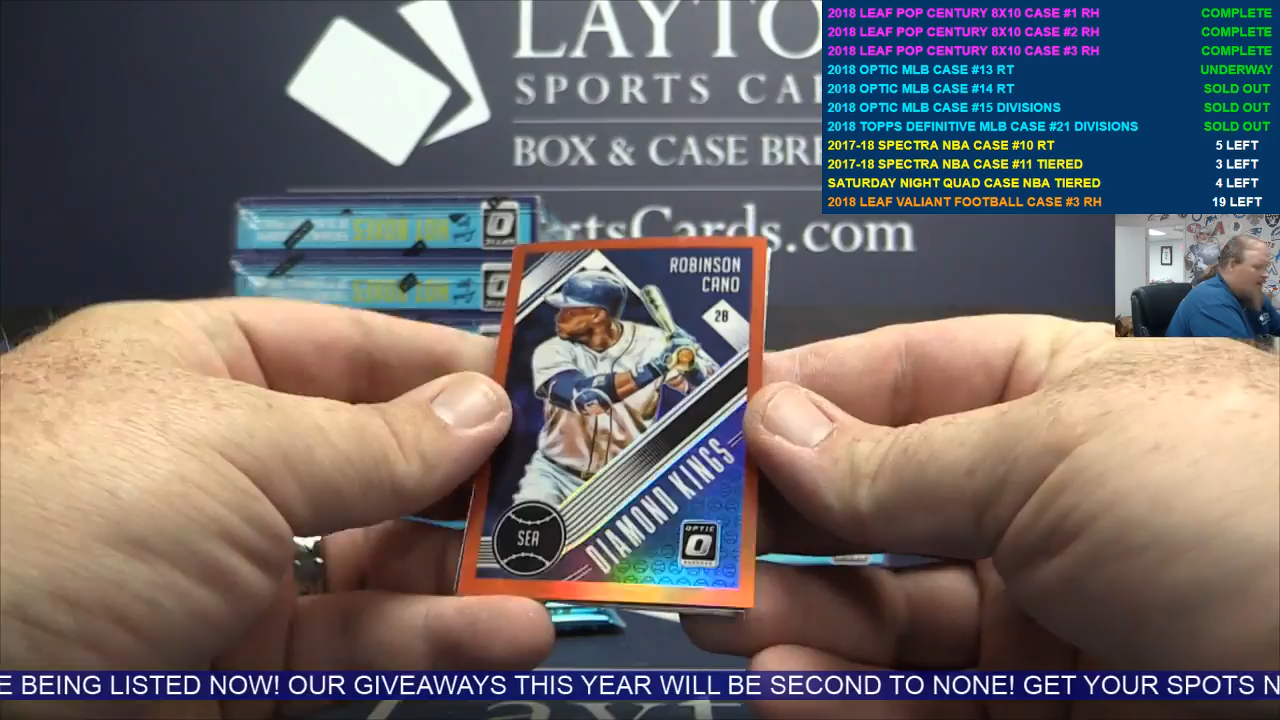 LAYTO
SPORTS CA
BOX & CASE BRE
rtsCards.com
2018 LEAF POP CENTURY 8X10 CASE #1 RH COMPLETE
2018 LEAF POP CENTURY 8X10 CASE #2 RH COMPLETE
2018 LEAF POP CENTURY 8X10 CASE #3 RH COMPLETE
2018 OPTIC MLB CASE #13 RT UNDERWAY
2018 OPTIC MLB CASE #14 RT SOLD OUT
2018 OPTIC MLB CASE #15 DIVISIONS SOLD OUT
2018 TOPPS DEFINITIVE MLB CASE #21 DIVISIONS SOLD OUT
2017-18 SPECTRA NBA CASE #10 RT 5 LEFT
2017-18 SPECTRA NBA CASE #11 TIERED 3 LEFT
SATURDAY NIGHT QUAD CASE NBA TIERED 4 LEFT
2018 LEAF VALIANT FOOTBALL CASE #3 RH 19 LEFT
ROBINSON
CANO
2B
DIAMOND KINGS
SEA
OPTIC
E BEING LISTED NOW! OUR GIVEAWAYS THIS YEAR WILL BE SECOND TO NONE! GET YOUR SPOTS N